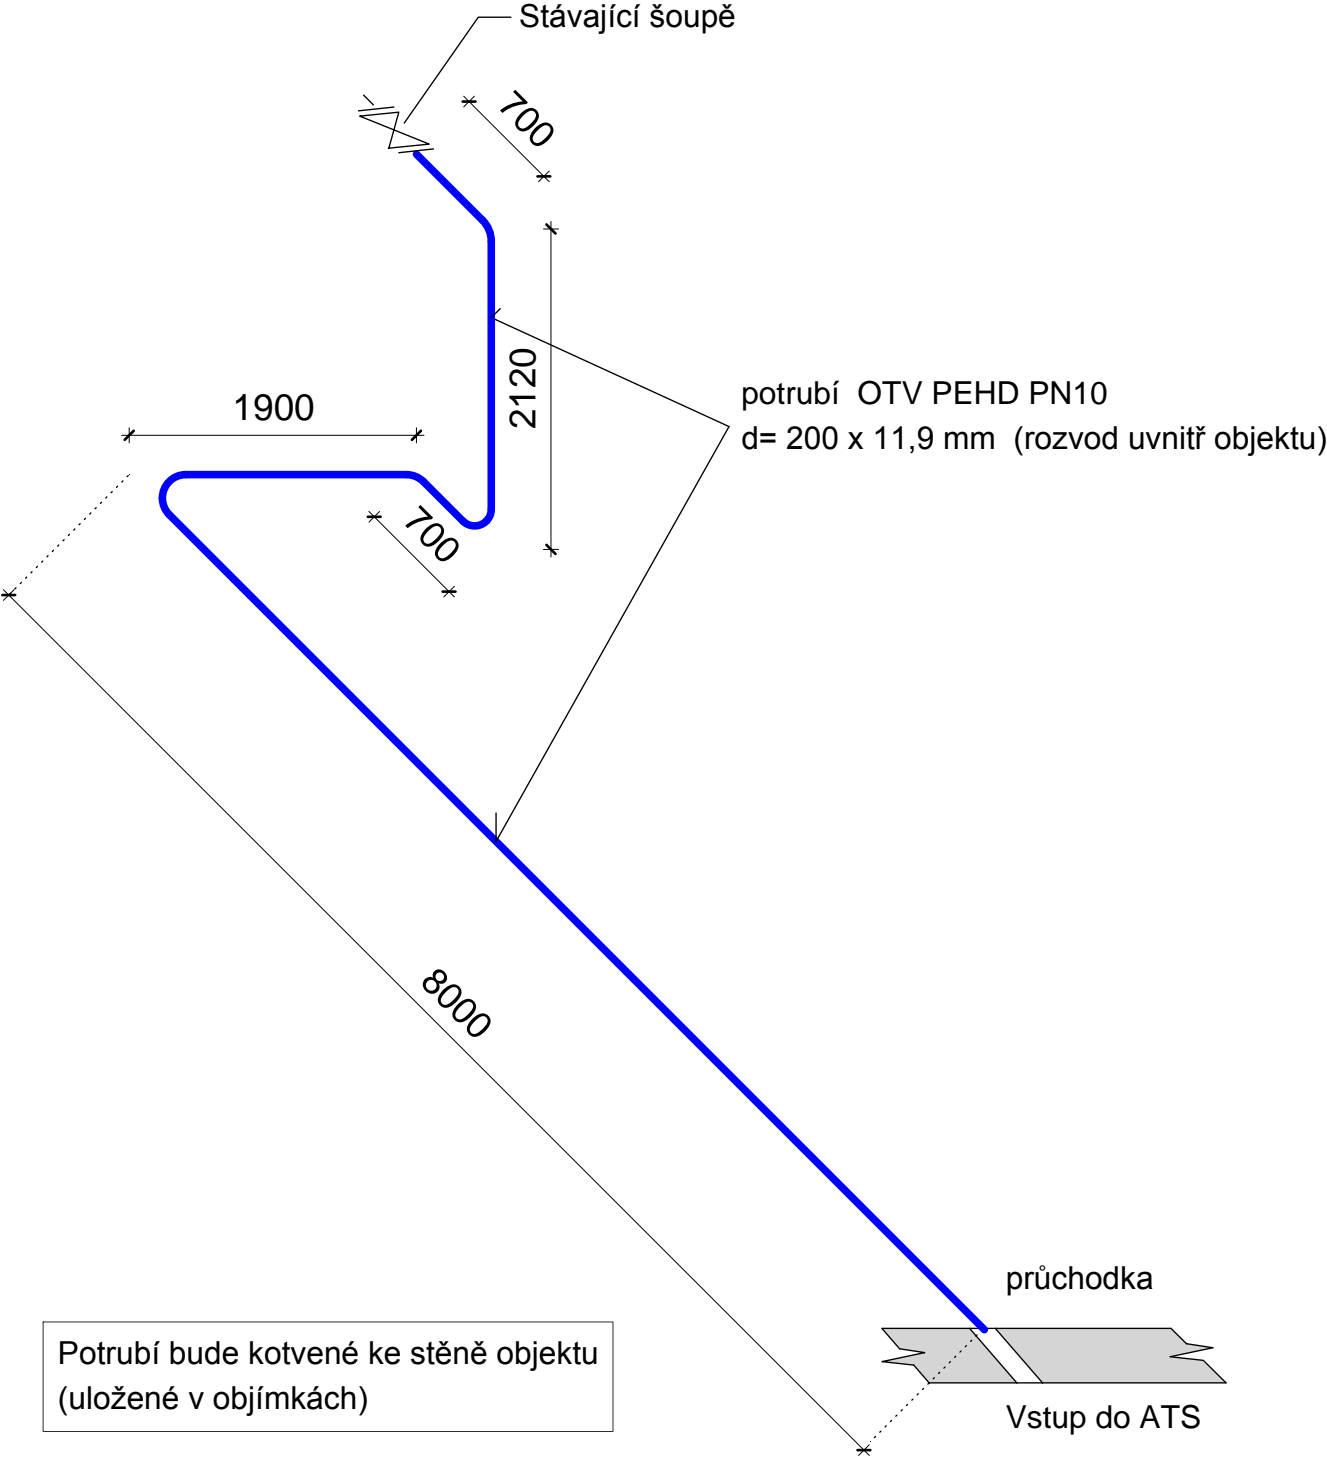 Stávající šoupě
700
2120
1900
potrubí OTV PEHD PN10
d= 200 x 11,9 mm (rozvod uvnitř objektu)
700
8000
průchodka
Potrubí bude kotvené ke stěně objektu
(uložené v objímkách)
Vstup do ATS